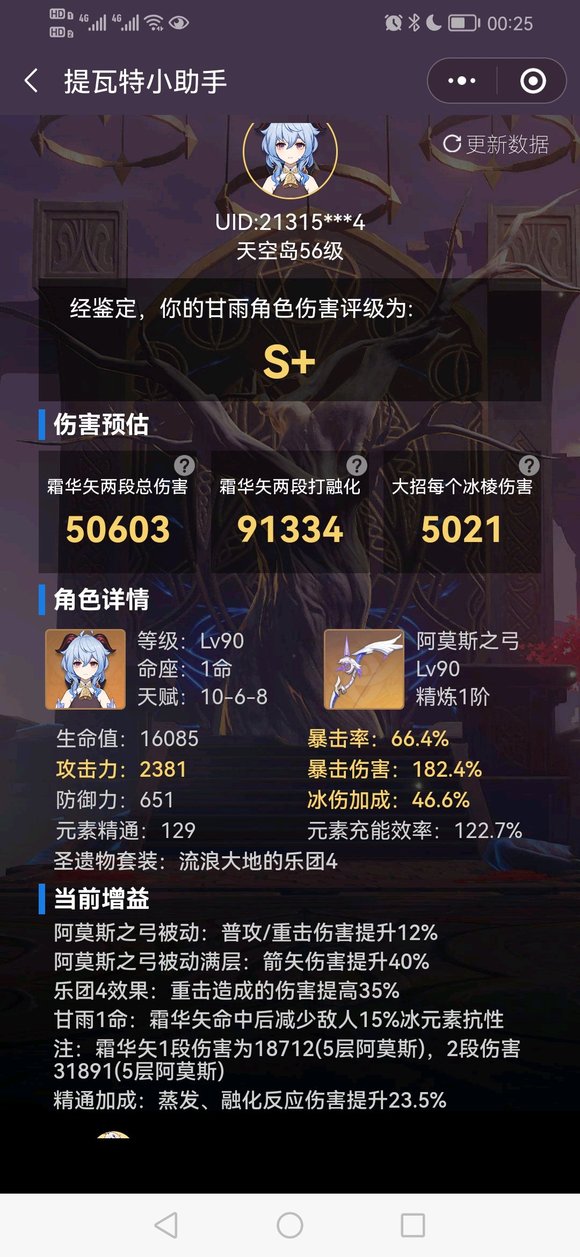 HD 1 4G 4G 00:25
HD 2
提瓦特小助手
更新数据
UID:21315***4
天空岛56级
经鉴定，你的甘雨角色伤害评级为:
S+
伤害预估
? ? ?
霜华矢两段总伤害 霜华矢两段打融化 大招每个冰棱伤害
50603 91334 5021
角色详情
等级：Lv90 阿莫斯之弓
命座：1命 Lv90
天赋：10-6-8 精炼1阶
生命值：16085 暴击率：66.4%
攻击力：2381 暴击伤害：182.4%
防御力：651 冰伤加成：46.6%
元素精通：129 元素充能效率：122.7%
圣遗物套装：流浪大地的乐团4
当前增益
阿莫斯之弓被动：普攻/重击伤害提升12%
阿莫斯之弓被动满层：箭矢伤害提升40%
乐团4效果：重击造成的伤害提高35%
甘雨1命：霜华矢命中后减少敌人15%冰元素抗性
注：霜华矢1段伤害为18712(5层阿莫斯)，2段伤害
31891(5层阿莫斯)
精通加成：蒸发、融化反应伤害提升23.5%